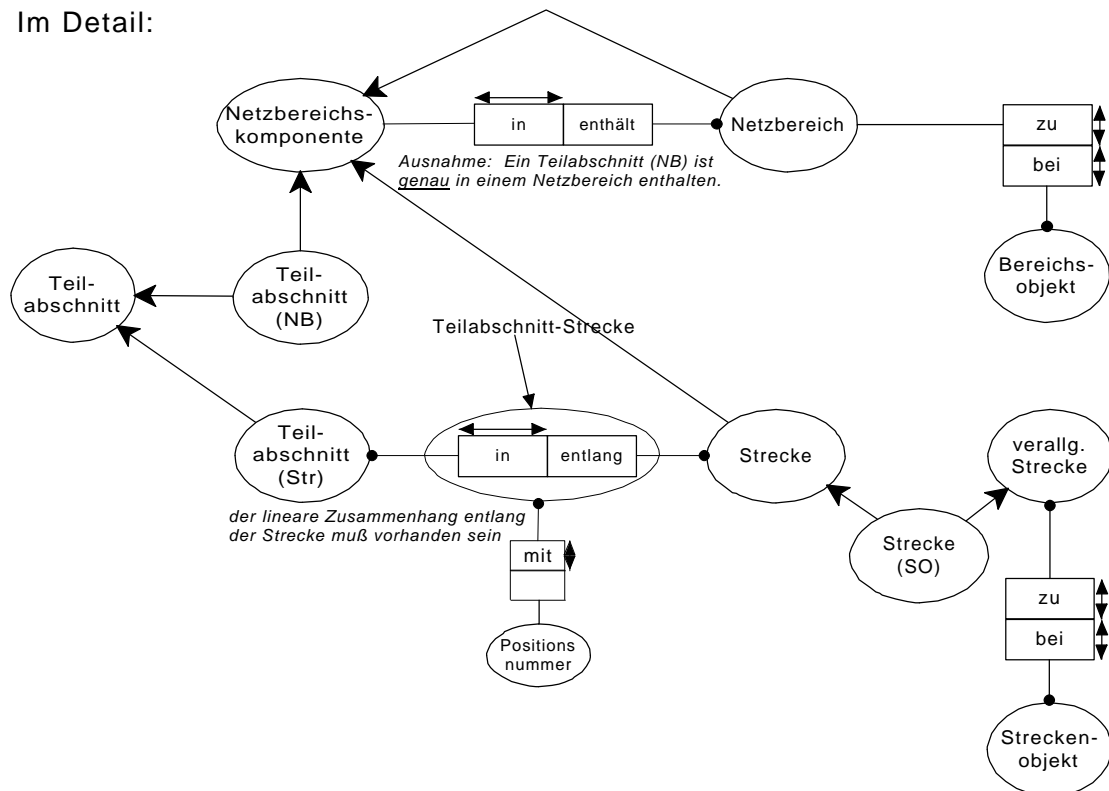 Im Detail:
Netzbereichs-
komponente
in
enthält
Netzbereich
zu
bei
Ausnahme: Ein Teilabschnitt (NB) ist
genau in einem Netzbereich enthalten.
Bereichs-
objekt
Teil-
abschnitt
Teil-
abschnitt
(NB)
Teilabschnitt-Strecke
Teil-
abschnitt
(Str)
in
entlang
Strecke
verallg.
Strecke
der lineare Zusammenhang entlang
der Strecke muß vorhanden sein
mit
Strecke
(SO)
zu
bei
Positions
nummer
Strecken-
objekt